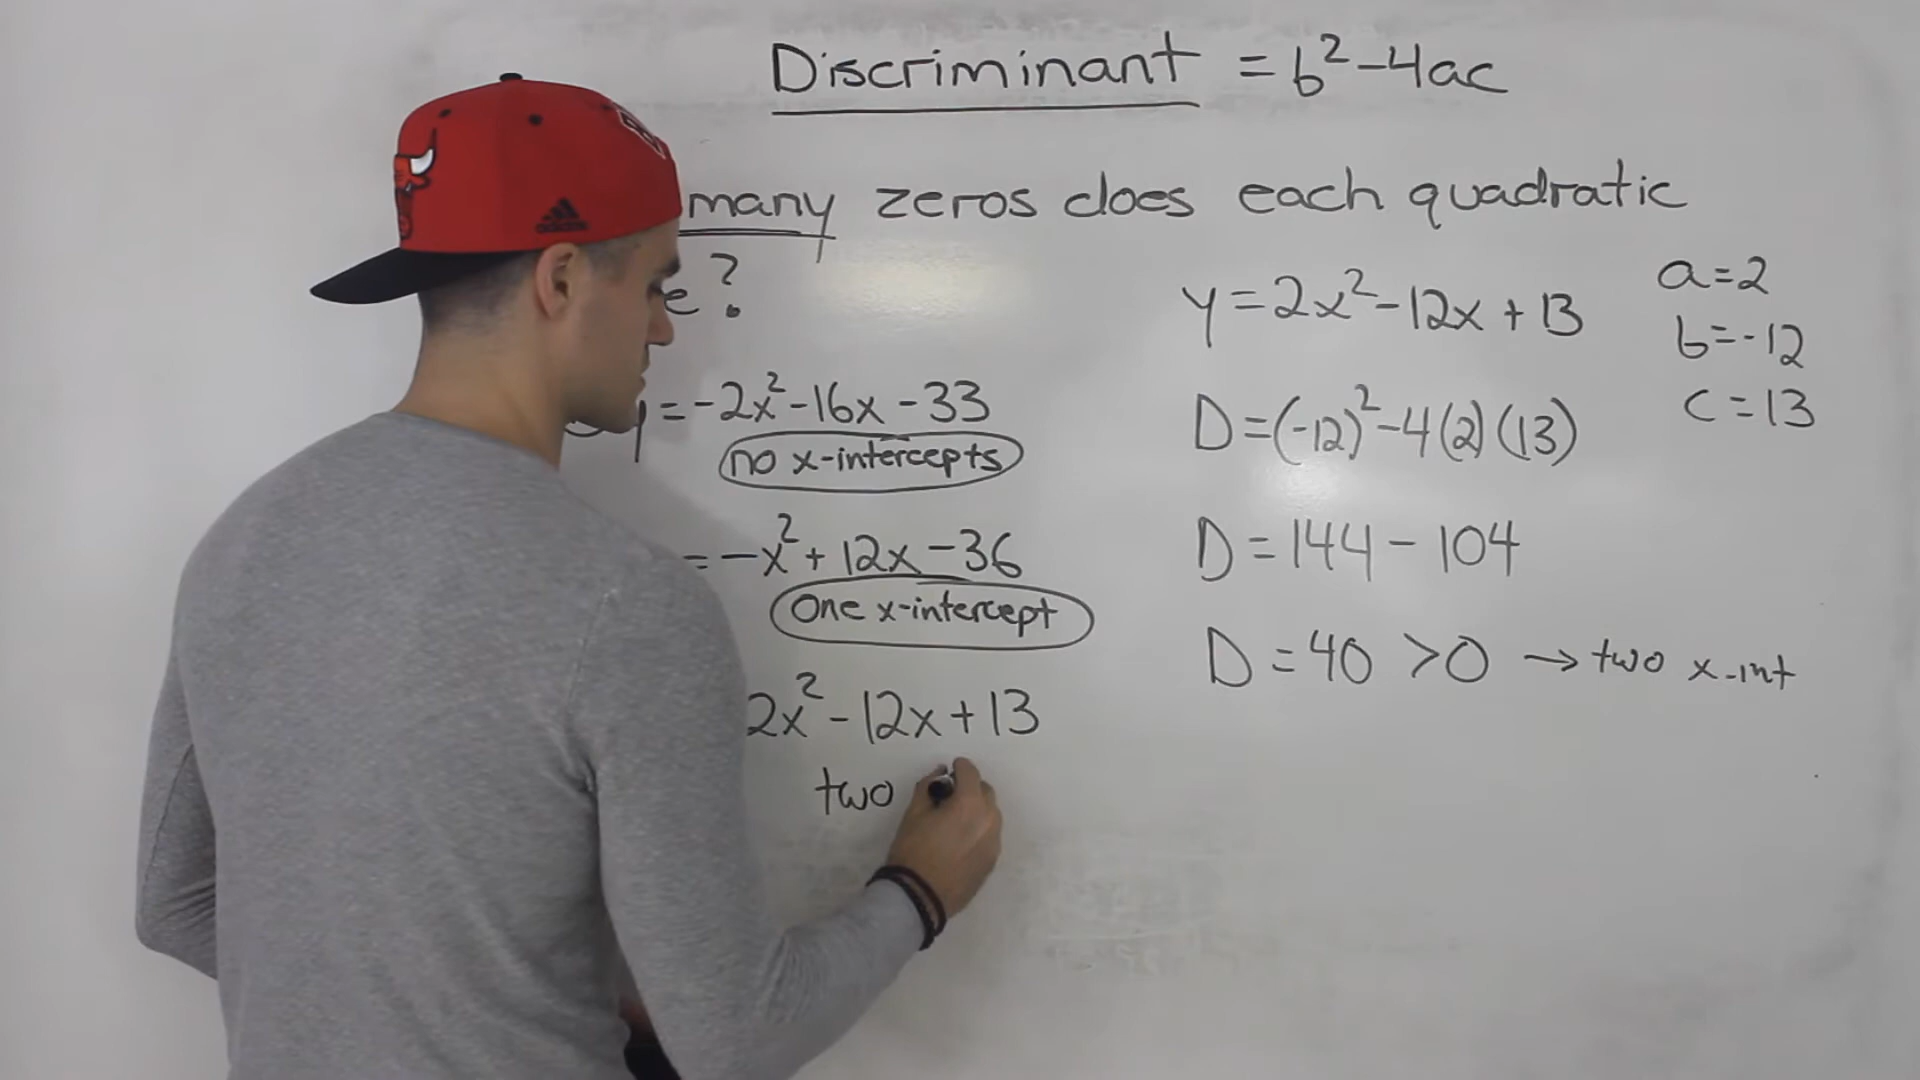 Discriminant = b²-4ac
many zeros does each quadratic
e?
y = -2x²-16x-33
no x-intercepts
= -x²+12x-36
One x-intercept
2x²-12x+13
two
y=2x²-12x+13
a=2
b=-12
c=13
D=(-12)²-4(2)(13)
D=144-104
D=40 >0 → two x-int
adidas